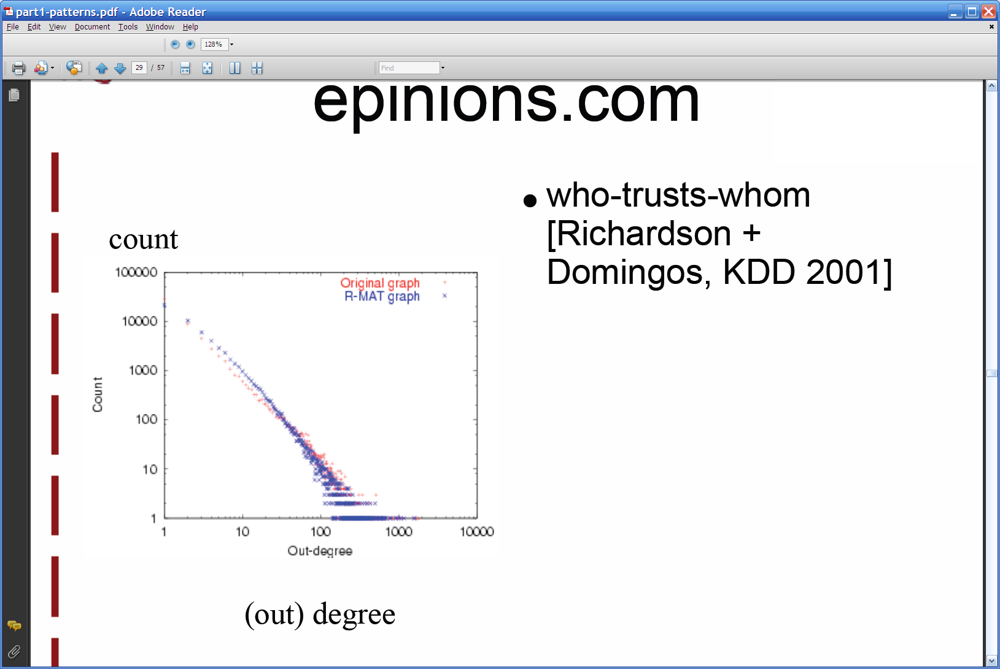 part1-patterns.pdf - Adobe Reader
File Edit View Document Tools Window Help
128%
29 / 57
Find
epinions.com
who-trusts-whom
[Richardson +
Domingos, KDD 2001]
count
100000
10000
1000
100
10
1
Original graph
R-MAT graph
Count
1 10 100 1000 10000
Out-degree
(out) degree